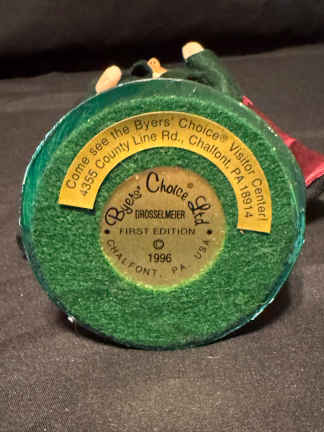 Come see the Byers' Choice® Visitor Center!
4355 County Line Rd., Chalfont, PA 18914
Byers' Choice® Ltd
DROSSELMEIER
• FIRST EDITION •
©
1996
CHALFONT, PA. USA